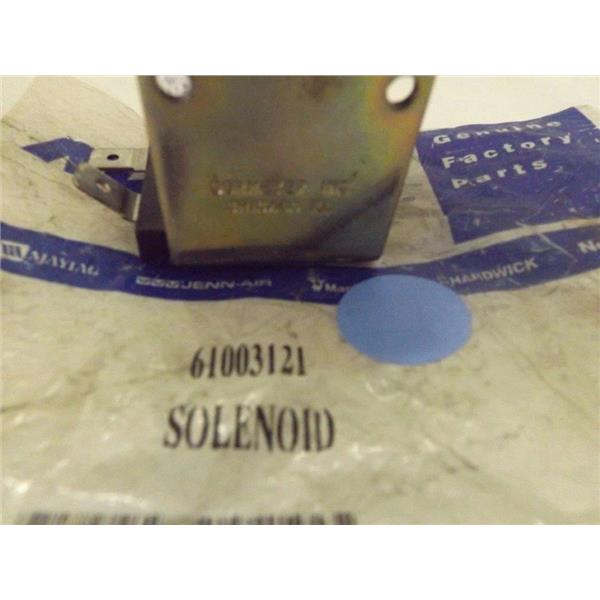 Genuine
Factory
Parts
MAYTAG JENN-AIR HARDWICK
61003121
SOLENOID